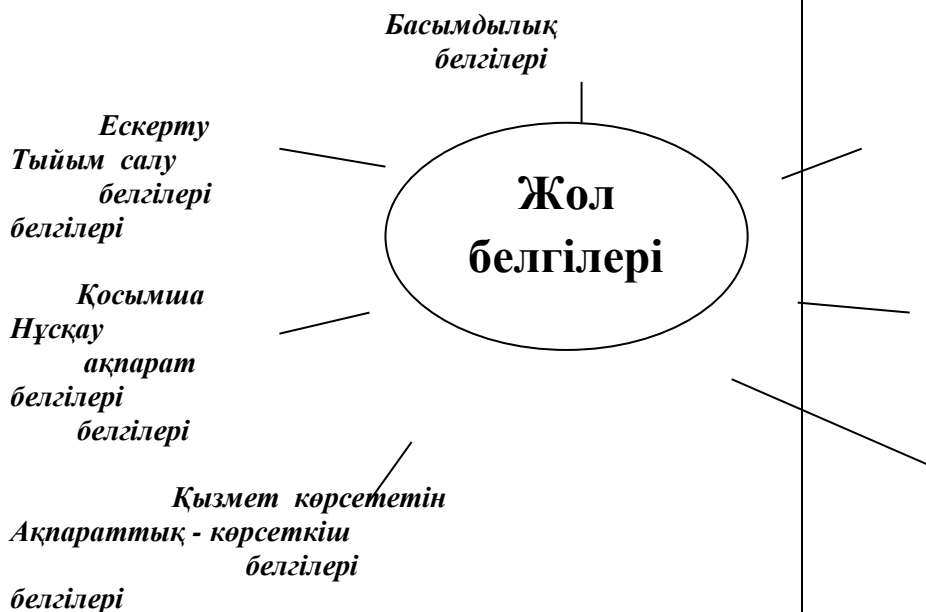 Басымдылық
белгілері
Ескерту
Тыйым салу
белгілері
белгілері
Жол
белгілері
Қосымша
Нұсқау
ақпарат
белгілері
белгілері
Қызмет көрсететін
Ақпараттық - көрсеткіш
белгілері
белгілері